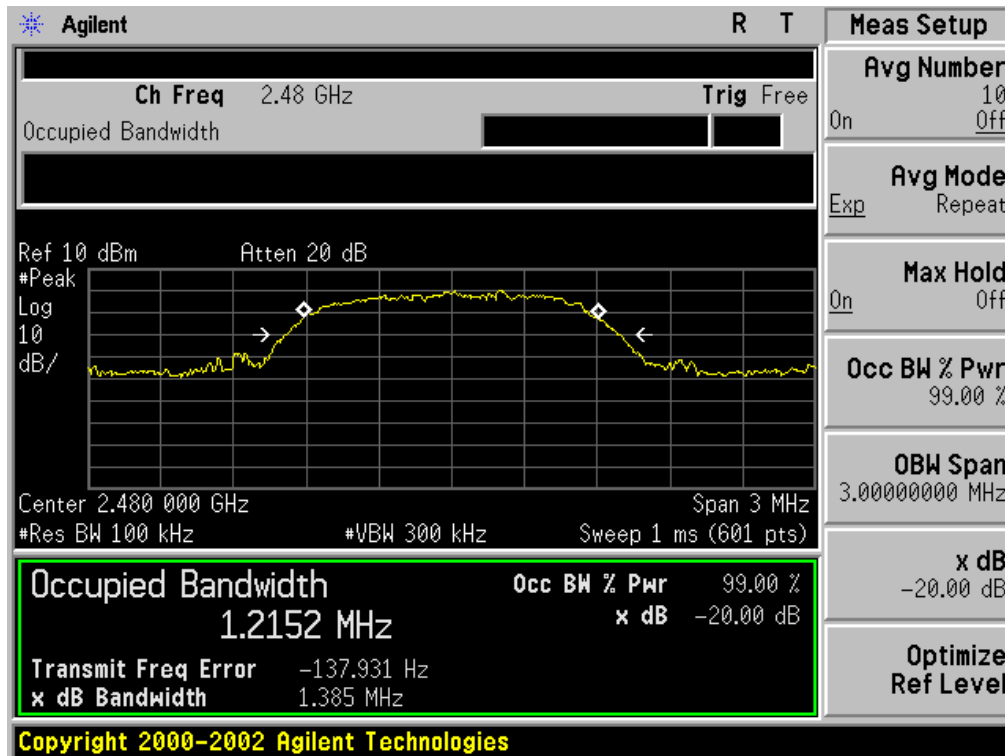 Agilent R T
Ch Freq 2.48 GHz Trig Free
Occupied Bandwidth
Ref 10 dBm Atten 20 dB
#Peak
Log
10
dB/
Center 2.480 000 GHz Span 3 MHz
#Res BW 100 kHz #VBW 300 kHz Sweep 1 ms (601 pts)
Occupied Bandwidth Occ BW % Pwr 99.00 %
1.2152 MHz x dB -20.00 dB
Transmit Freq Error -137.931 Hz
x dB Bandwidth 1.385 MHz
Copyright 2000-2002 Agilent Technologies
Meas Setup
Avg Number
10
On Off
Avg Mode
Exp Repeat
Max Hold
On Off
Occ BW % Pwr
99.00 %
OBW Span
3.00000000 MHz
x dB
-20.00 dB
Optimize
Ref Level